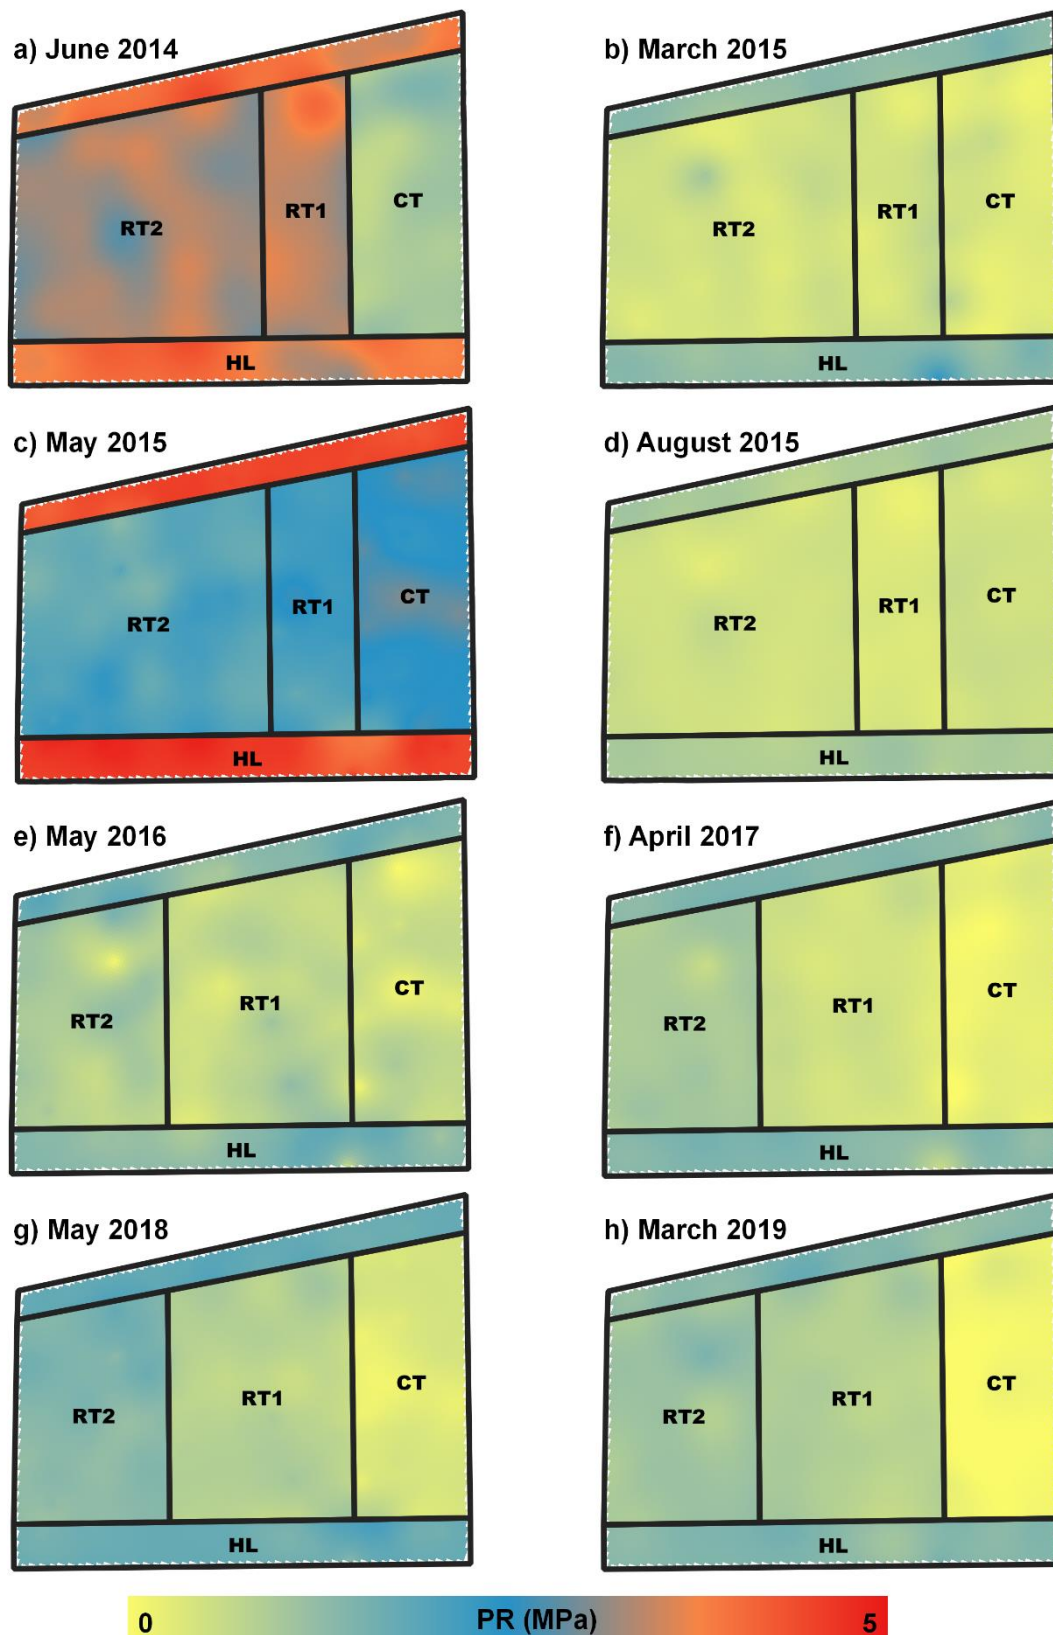 a) June 2014
b) March 2015
RT2
RT1
CT
HL
RT2
RT1
CT
HL
c) May 2015
d) August 2015
RT2
RT1
CT
HL
RT2
RT1
CT
HL
e) May 2016
f) April 2017
RT2
RT1
CT
HL
RT2
RT1
CT
HL
g) May 2018
h) March 2019
RT2
RT1
CT
HL
RT2
RT1
CT
HL
0 PR (MPa) 5